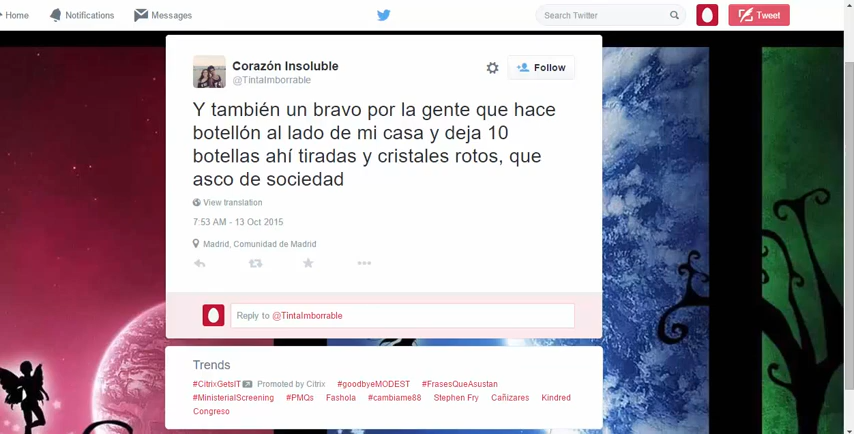 Home Notifications Messages Search Twitter Tweet
Corazón Insoluble
@TintaImborrable
Follow
Y también un bravo por la gente que hace
botellón al lado de mi casa y deja 10
botellas ahí tiradas y cristales rotos, que
asco de sociedad
View translation
7:53 AM - 13 Oct 2015
Madrid, Comunidad de Madrid
Reply to @TintaImborrable
Trends
#CitrixGetsIT Promoted by Citrix #goodbyeMODEST #FrasesQueAsustan
#MinisterialScreening #PMQs Fashola #cambiame88 Stephen Fry Cañizares Kindred
Congreso